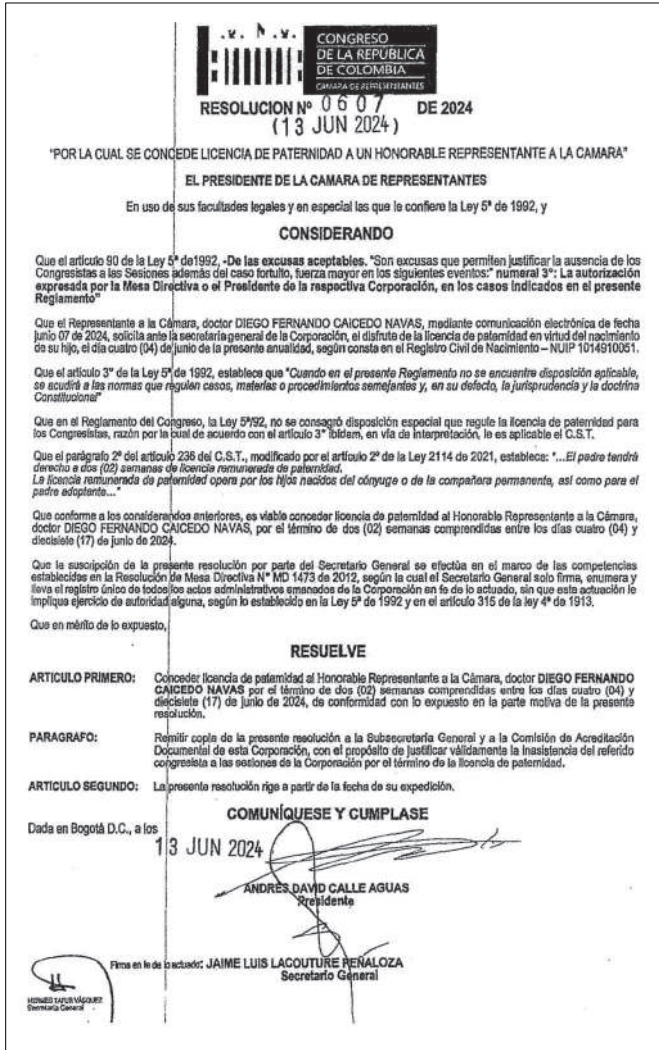 CONGRESO
DE LA REPÚBLICA
DE COLOMBIA
CAMARA DE REPRESENTANTES
RESOLUCION Nº 0607 DE 2024
(13 JUN 2024)
"POR LA CUAL SE CONCEDE LICENCIA DE PATERNIDAD A UN HONORABLE REPRESENTANTE A LA CAMARA"
EL PRESIDENTE DE LA CAMARA DE REPRESENTANTES
En uso de sus facultades legales y en especial las que le confiere la Ley 5ª de 1992, y
CONSIDERANDO
Que el artículo 90 de la Ley 5ª de1992, -De las excusas aceptables. "Son excusas que permiten justificar la ausencia de los
Congresistas a las Sesiones además del caso fortuito, fuerza mayor en los siguientes eventos:" numeral 3°: La autorización
expresada por la Mesa Directiva o el Presidente de la respectiva Corporación, en los casos indicados en el presente
Reglamento"
Que el Representante a la Cámara, doctor DIEGO FERNANDO CAICEDO NAVAS, mediante comunicación electrónica de fecha
junio 07 de 2024, solicita ante la secretaria general de la Corporación, el disfrute de la licencia de paternidad en virtud del nacimiento
de su hijo, el día cuatro (04) de junio de la presente anualidad, según consta en el Registro Civil de Nacimiento – NUIP 1014910051.
Que el artículo 3° de la Ley 5ª de 1992, establece que "Cuando en el presente Reglamento no se encuentre disposición aplicable,
se acudirá a las normas que regulen casos, materias o procedimientos semejantes y, en su defecto, la jurisprudencia y la doctrina
Constitucional"
Que en el Reglamento del Congreso, la Ley 5ª/92, no se consagró disposición especial que regule la licencia de paternidad para
los Congresistas, razón por la cual de acuerdo con el artículo 3° ibídem, en vía de interpretación, le es aplicable el C.S.T.
Que el parágrafo 2º del artículo 236 del C.S.T., modificado por el artículo 2º de la Ley 2114 de 2021, establece: "...El padre tendrá
derecho a dos (02) semanas de licencia remunerada de paternidad.
La licencia remunerada de paternidad opera por los hijos nacidos del cónyuge o de la compañera permanente, así como para el
padre adoptante..."
Que conforme a los considerandos anteriores, es viable conceder licencia de paternidad al Honorable Representante a la Cámara,
doctor DIEGO FERNANDO CAICEDO NAVAS, por el término de dos (02) semanas comprendidas entre los días cuatro (04) y
diecisiete (17) de junio de 2024.
Que la suscripción de la presente resolución por parte del Secretario General se efectúa en el marco de las competencias
establecidas en la Resolución de Mesa Directiva N° MD 1473 de 2012, según la cual el Secretario General solo firma, enumera y
lleva el registro único de todos los actos administrativos emanados de la Corporación en fe de lo actuado, sin que esta actuación le
implique ejercicio de autoridad alguna, según lo establecido en la Ley 5ª de 1992 y en el artículo 315 de la ley 4ª de 1913.
Que en mérito de lo expuesto,
RESUELVE
ARTICULO PRIMERO: Conceder licencia de paternidad al Honorable Representante a la Cámara, doctor DIEGO FERNANDO
CAICEDO NAVAS por el término de dos (02) semanas comprendidas entre los días cuatro (04) y
diecisiete (17) de junio de 2024, de conformidad con lo expuesto en la parte motiva de la presente
resolución.
PARAGRAFO: Remitir copia de la presente resolución a la Subsecretaría General y a la Comisión de Acreditación
Documental de esta Corporación, con el propósito de justificar válidamente la inasistencia del referido
congresista a las sesiones de la Corporación por el término de la licencia de paternidad.
ARTICULO SEGUNDO: La presente resolución rige a partir de la fecha de su expedición.
COMUNÍQUESE Y CUMPLASE
Dada en Bogotá D.C., a los
13 JUN 2024
ANDRES DAVID CALLE AGUAS
Presidente
Firma en fe de lo actuado: JAIME LUIS LACOUTURE PEÑALOZA
Secretario General
TAFUR VÁSQUEZ
Secretaría General